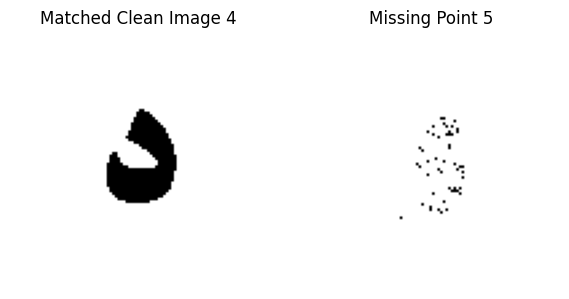 Matched Clean Image 4
Missing Point 5
د